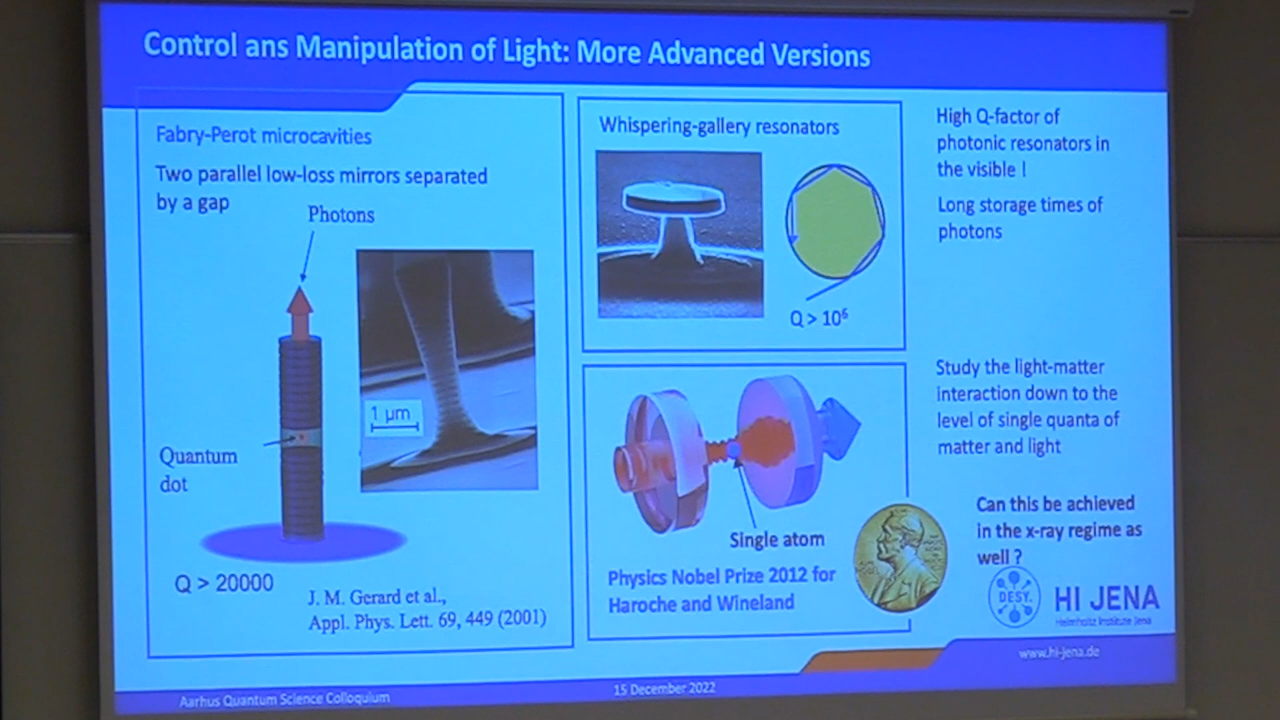 Control ans Manipulation of Light: More Advanced Versions
Fabry-Perot microcavities
Two parallel low-loss mirrors separated
by a gap
Photons
1 µm
Quantum
dot
Q > 20000
J. M. Gerard et al.,
Appl. Phys. Lett. 69, 449 (2001)
Whispering-gallery resonators
Q > 10⁶
Single atom
Physics Nobel Prize 2012 for
Haroche and Wineland
High Q-factor of
photonic resonators in
the visible !
Long storage times of
photons
Study the light-matter
interaction down to the
level of single quanta of
matter and light
Can this be achieved
in the x-ray regime as
well ?
DESY.
HI JENA
Helmholtz Institute Jena
www.hi-jena.de
Aarhus Quantum Science Colloquium
15 December 2022